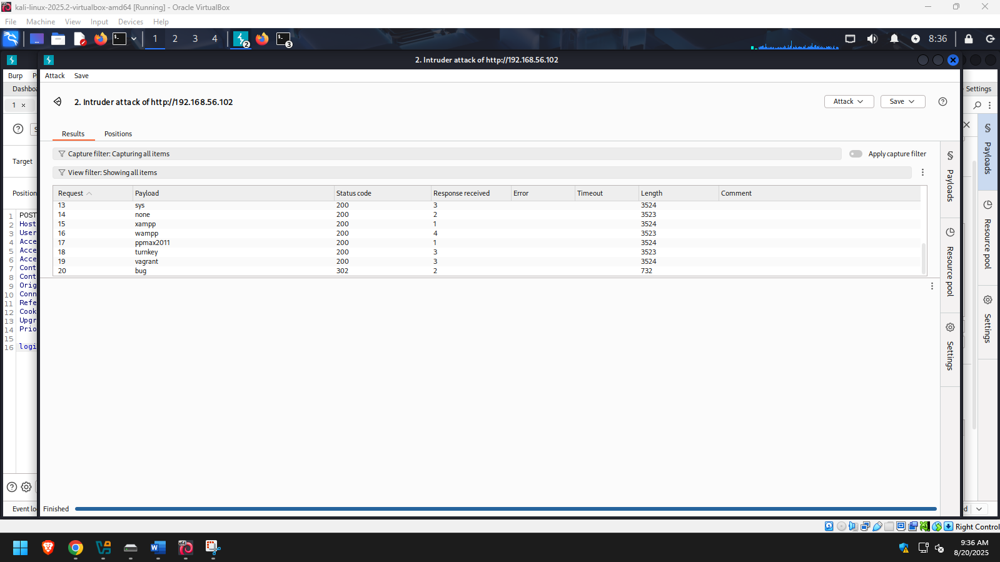 kali-linux-2025.2-virtualbox-amd64 [Running] - Oracle VirtualBox
File Machine View Input Devices Help
1 2 3 4 2 3 8:36
2. Intruder attack of http://192.168.56.102
Burp P Attack Save
Dashboa Settings
1 × 2. Intruder attack of http://192.168.56.102 Attack Save
Results Positions
Capture filter: Capturing all items Apply capture filter
Target View filter: Showing all items
Position Request Payload Status code Response received Error Timeout Length Comment
13 sys 200 3 3524
14 none 200 2 3523
15 xampp 200 1 3524
16 wampp 200 4 3523
17 ppmax2011 200 1 3524
18 turnkey 200 3 3523
19 vagrant 200 3 3524
20 bug 302 2 732
1 POST
2 Host
3 User
4 Acce
5 Acce
6 Acce
7 Cont
8 Cont
9 Orig
10 Conn
11 Refe
12 Cook
13 Upgr
14 Prio
15
16 logi
Payloads
Resource pool
Settings
Payloads
Resource pool
Settings
Event lo Finished ed
Right Control
9:36 AM
8/20/2025